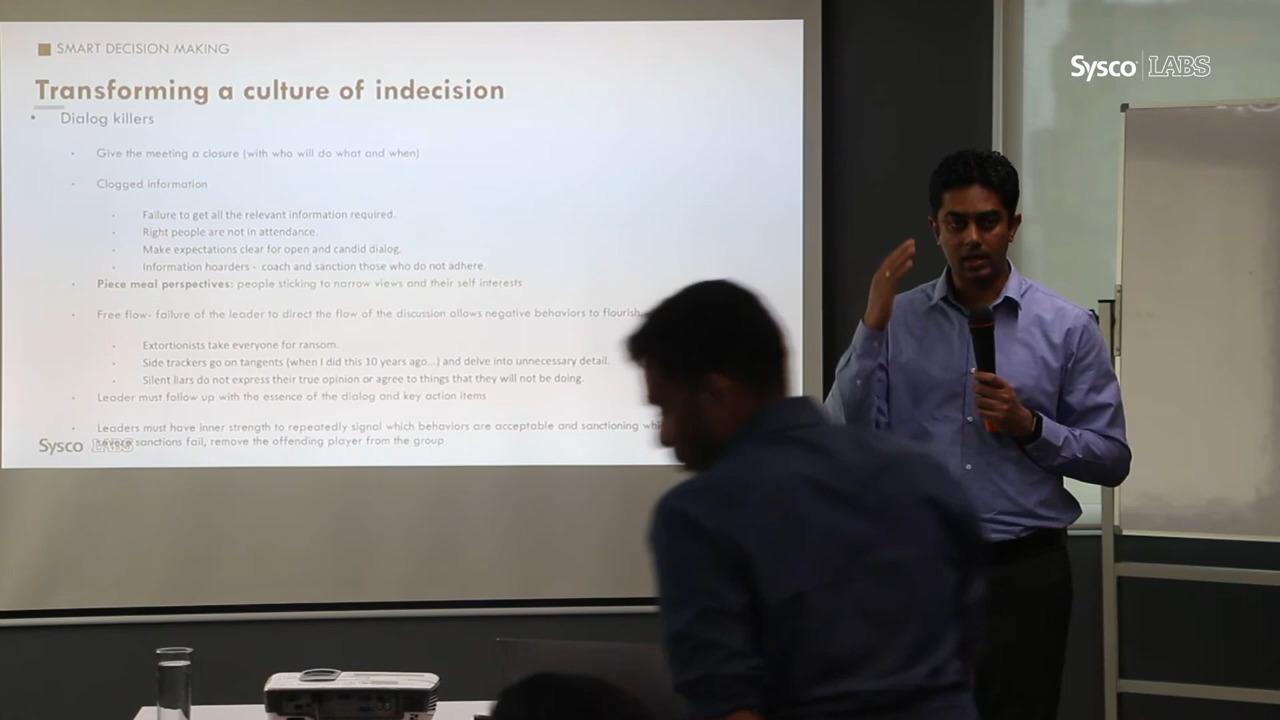 SMART DECISION MAKING
Sysco LABS
Transforming a culture of indecision
• Dialog killers
• Give the meeting a closure (with who will do what and when)
• Clogged information
• Failure to get all the relevant information required.
• Right people are not in attendance.
• Make expectations clear for open and candid dialog.
• Information hoarders - coach and sanction those who do not adhere.
• Piece meal perspectives: people sticking to narrow views and their self interests
• Free flow- failure of the leader to direct the flow of the discussion allows negative behaviors to flourish.
• Extortionists take everyone for ransom.
• Side trackers go on tangents (when I did this 10 years ago...) and delve into unnecessary detail.
• Silent liars do not express their true opinion or agree to things that they will not be doing.
• Leader must follow up with the essence of the dialog and key action items
• Leaders must have inner strength to repeatedly signal which behaviors are acceptable and sanctioning
sanctions fail, remove the offending player from the group
Sysco LABS